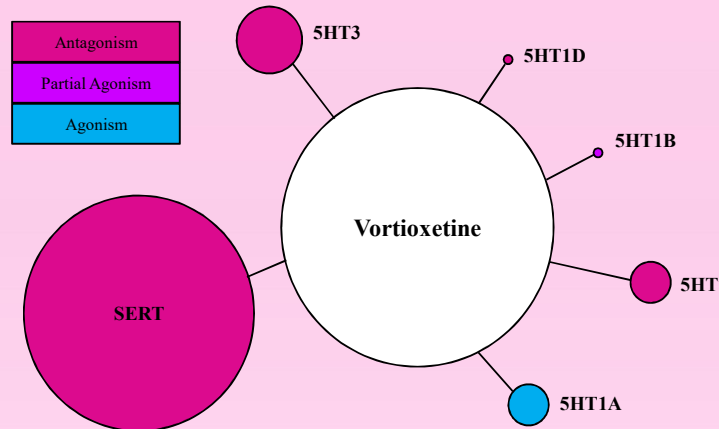 Antagonism
Partial Agonism
Agonism
5HT3
5HT1D
5HT1B
Vortioxetine
5HT
SERT
5HT1A